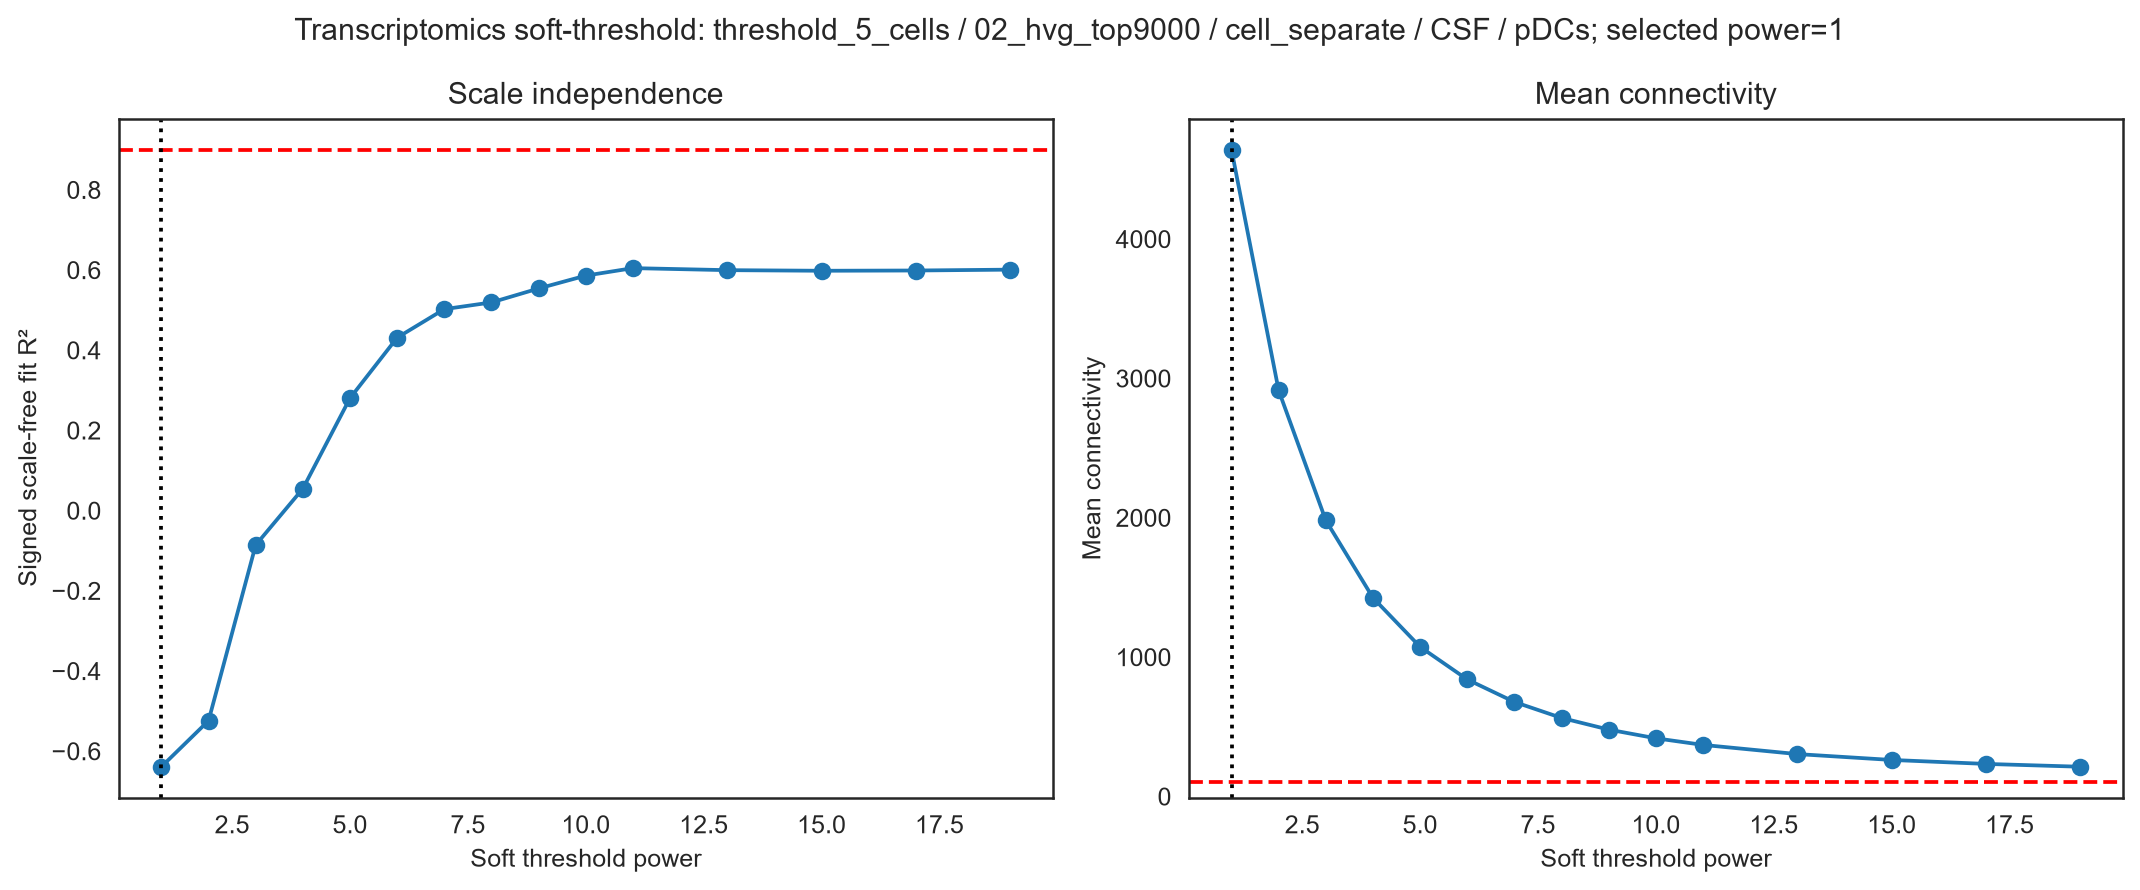 Transcriptomics soft-threshold: threshold_5_cells / 02_hvg_top9000 / cell_separate / CSF / pDCs; selected power=1
Scale independence
Signed scale-free fit R²
0.8
0.6
0.4
0.2
0.0
−0.2
−0.4
−0.6
2.5 5.0 7.5 10.0 12.5 15.0 17.5
Soft threshold power
Mean connectivity
Mean connectivity
4000
3000
2000
1000
0
2.5 5.0 7.5 10.0 12.5 15.0 17.5
Soft threshold power